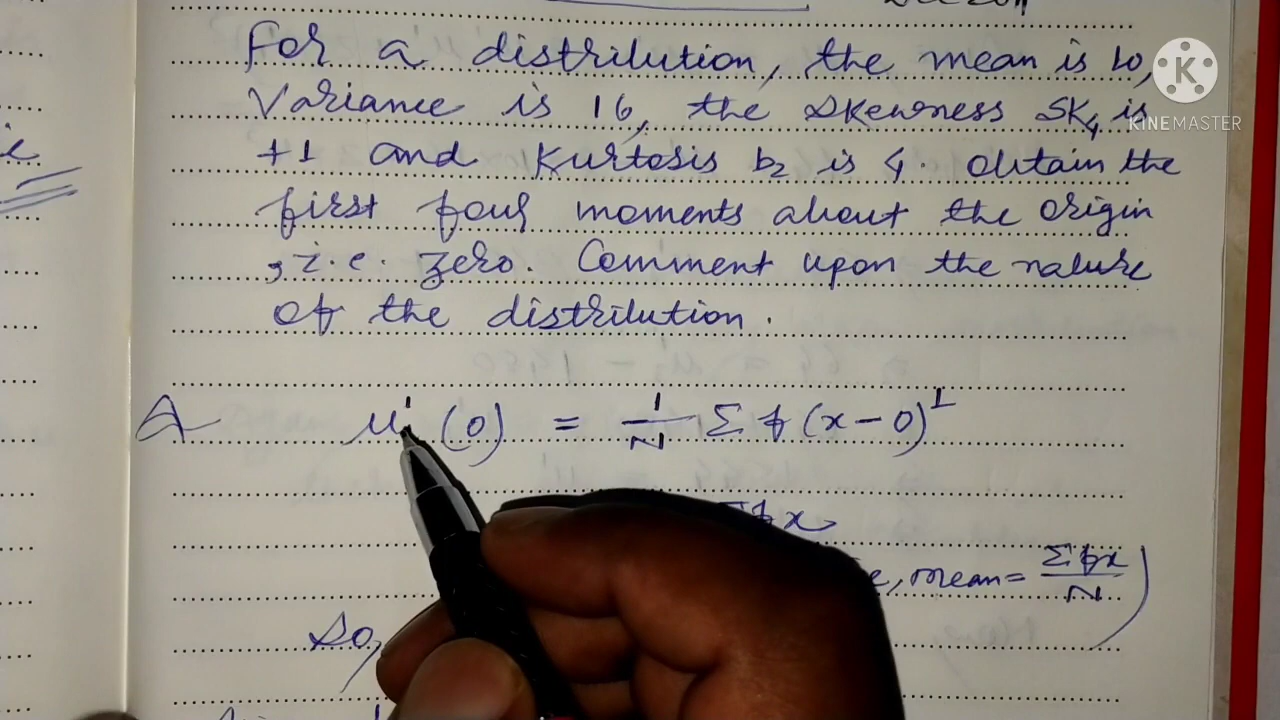 For a distribution, the mean is 10,
Variance is 16, the skewness SK4 is
+1 and Kurtosis b2 is 4. obtain the
first four moments about the origin
, i.e. zero. Comment upon the nature
of the distribution.
K
KINEMASTER
A μ'(0) = 1/N Σ f (x - 0)^1
Σfx
mean = Σfx/N )
So,